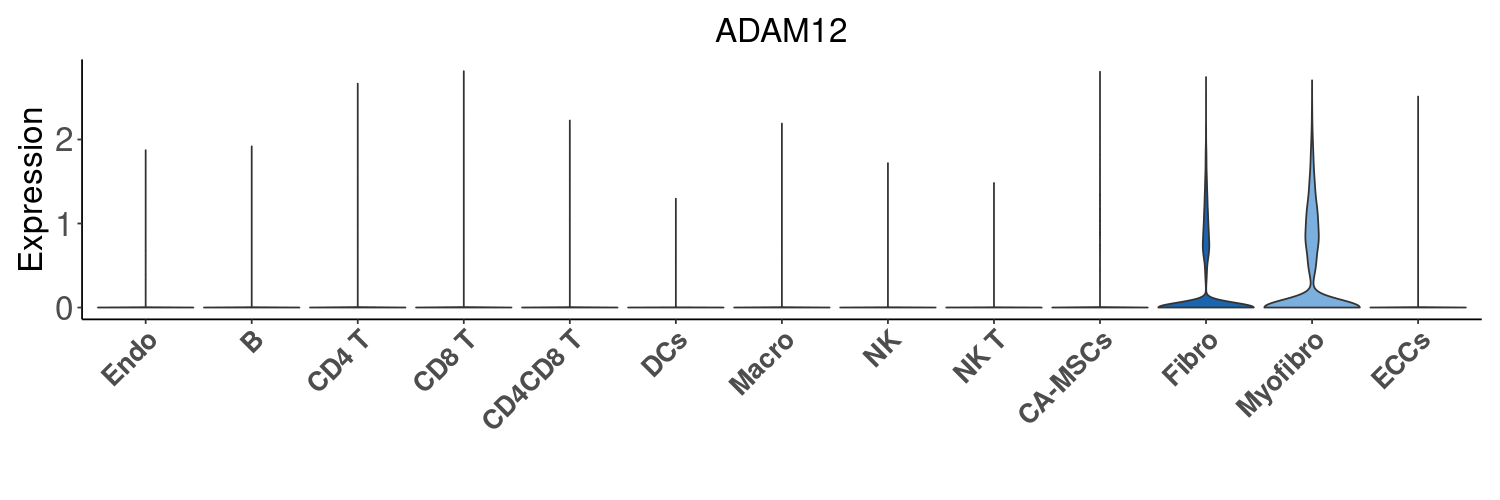 ADAM12
Expression
2
1
0
Endo
B
CD4 T
CD8 T
CD4CD8 T
DCs
Macro
NK
NK T
CA-MSCs
Fibro
Myofibro
ECCs